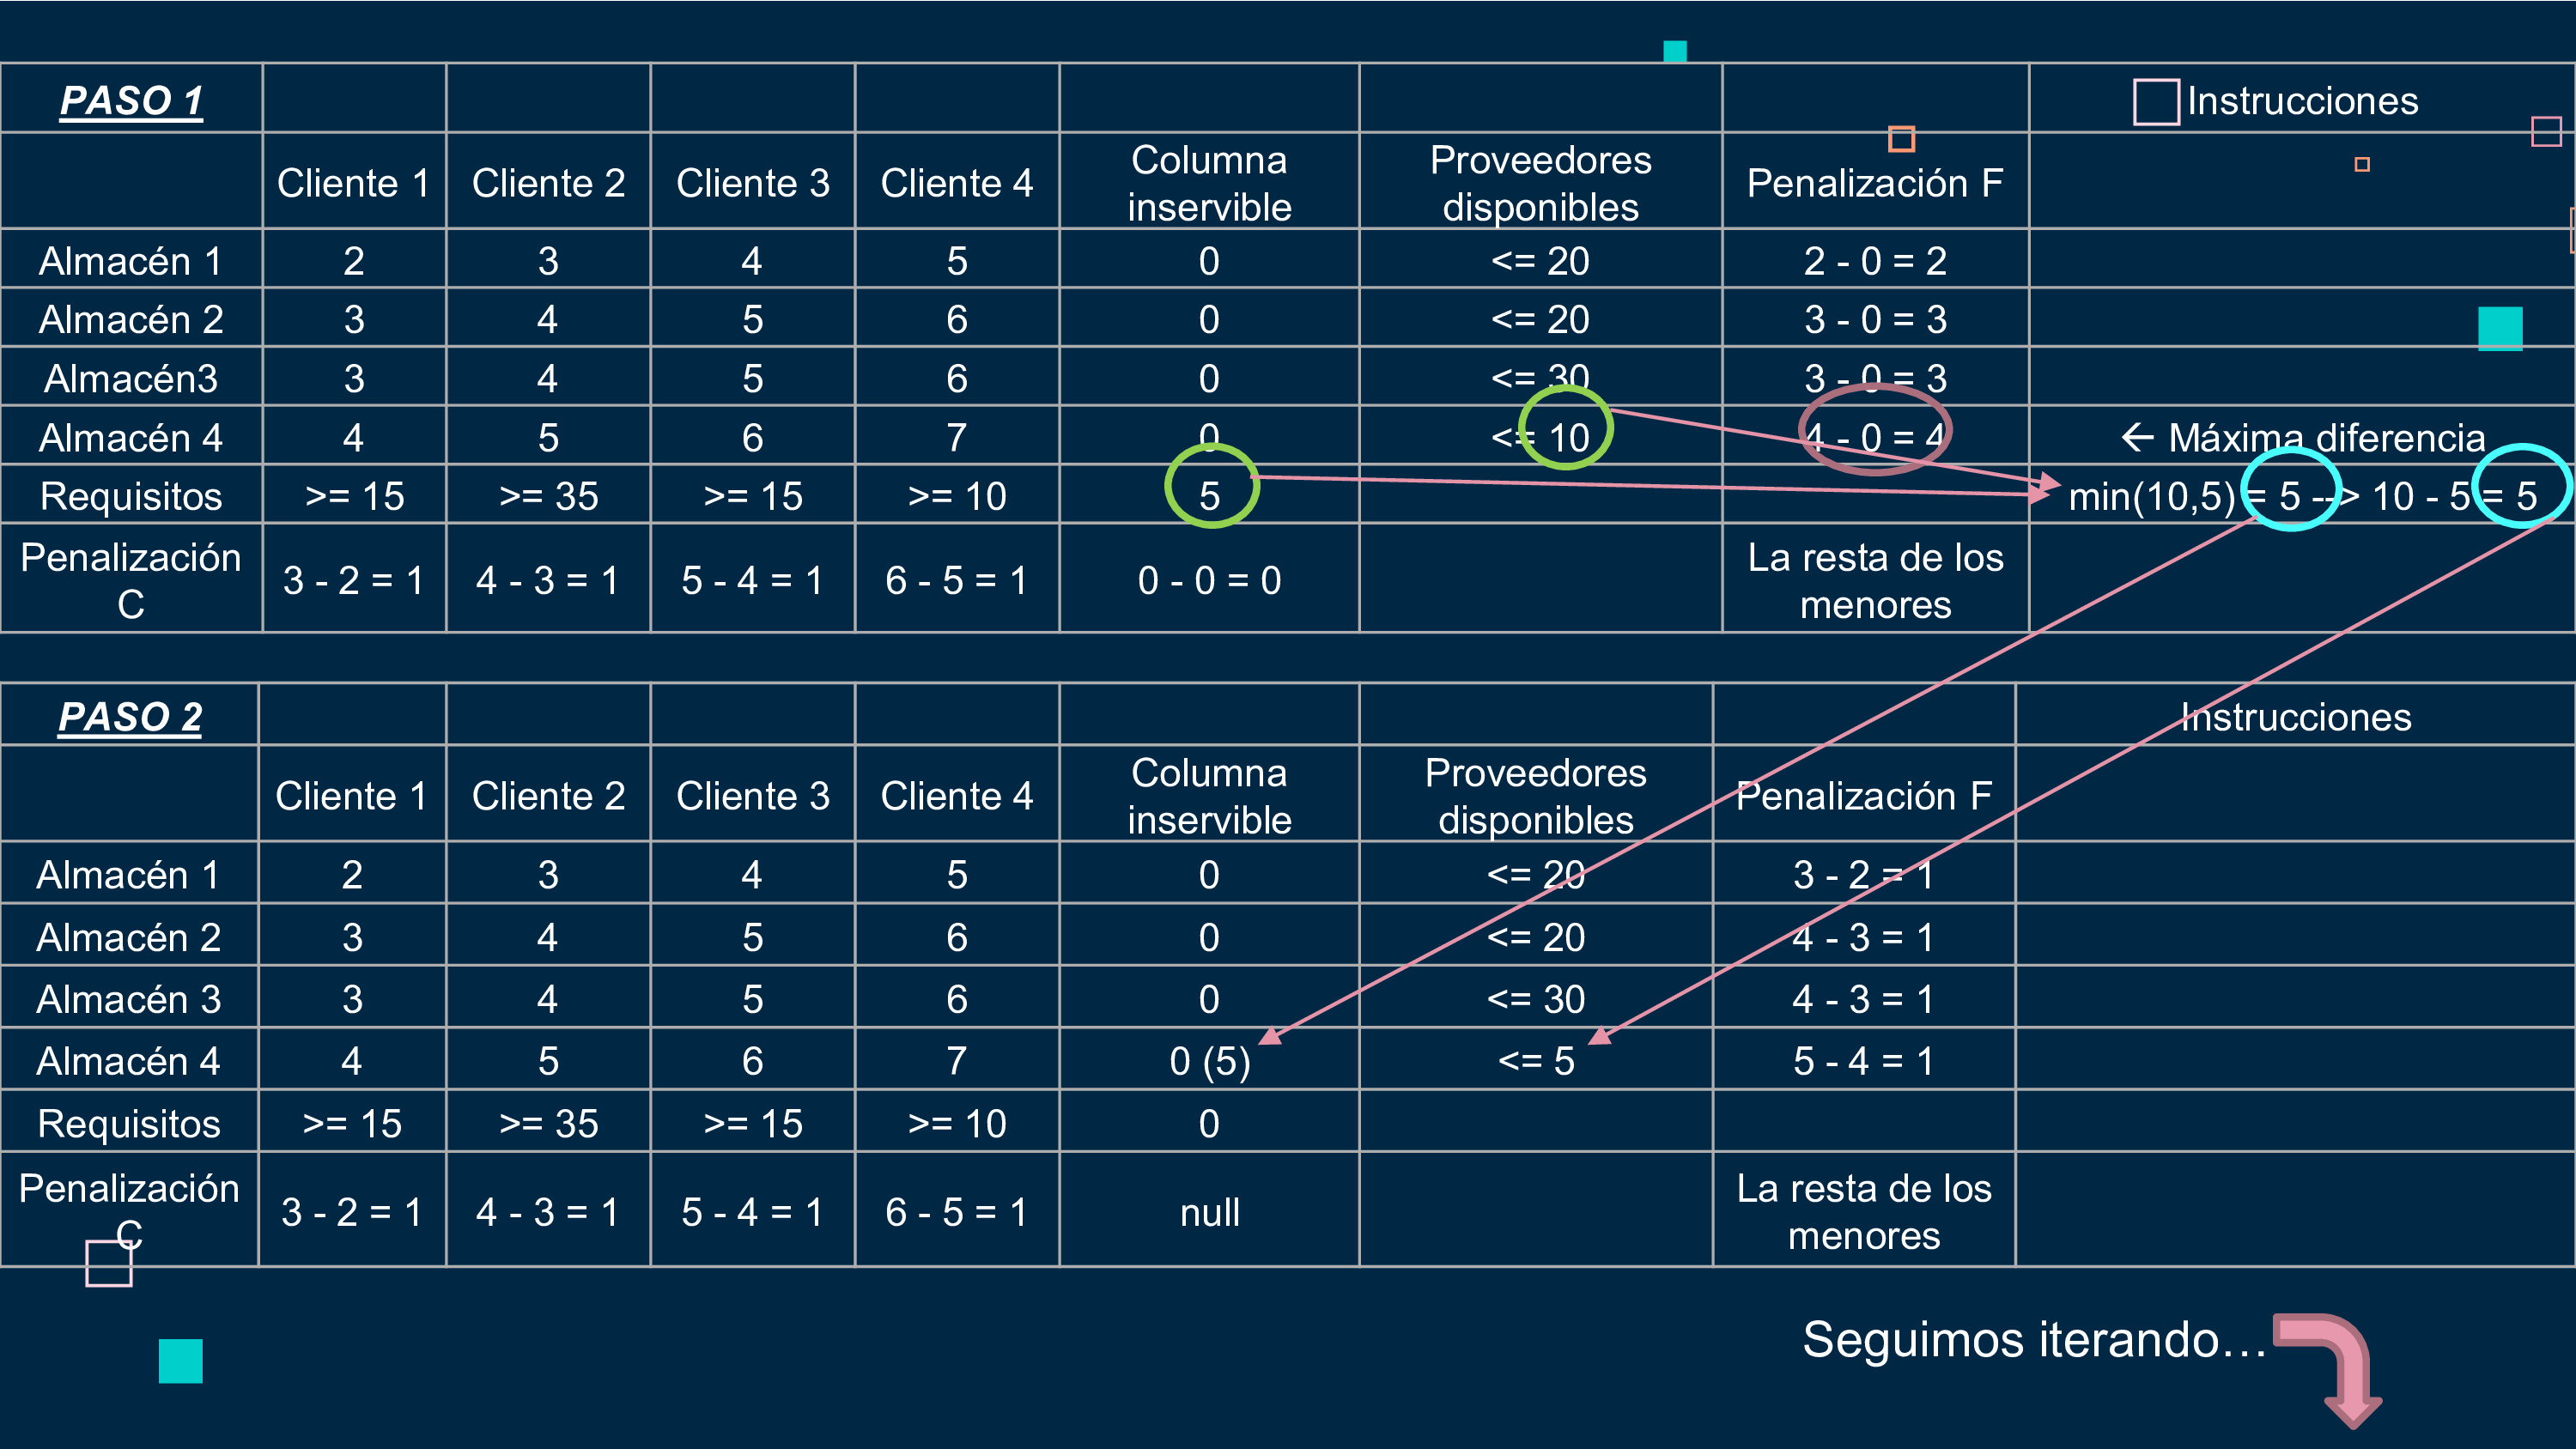 PASO 1 Instrucciones
Cliente 1 Cliente 2 Cliente 3 Cliente 4 Columna inservible Proveedores disponibles Penalización F
Almacén 1 2 3 4 5 0 <= 20 2 - 0 = 2
Almacén 2 3 4 5 6 0 <= 20 3 - 0 = 3
Almacén3 3 4 5 6 0 <= 30 3 - 0 = 3
Almacén 4 4 5 6 7 0 <= 10 4 - 0 = 4 ← Máxima diferencia
Requisitos >= 15 >= 35 >= 15 >= 10 5 min(10,5) = 5 --> 10 - 5 = 5
Penalización C 3 - 2 = 1 4 - 3 = 1 5 - 4 = 1 6 - 5 = 1 0 - 0 = 0 La resta de los menores
PASO 2 Instrucciones
Cliente 1 Cliente 2 Cliente 3 Cliente 4 Columna inservible Proveedores disponibles Penalización F
Almacén 1 2 3 4 5 0 <= 20 3 - 2 = 1
Almacén 2 3 4 5 6 0 <= 20 4 - 3 = 1
Almacén 3 3 4 5 6 0 <= 30 4 - 3 = 1
Almacén 4 4 5 6 7 0 (5) <= 5 5 - 4 = 1
Requisitos >= 15 >= 35 >= 15 >= 10 0
Penalización C 3 - 2 = 1 4 - 3 = 1 5 - 4 = 1 6 - 5 = 1 null La resta de los menores
Seguimos iterando…